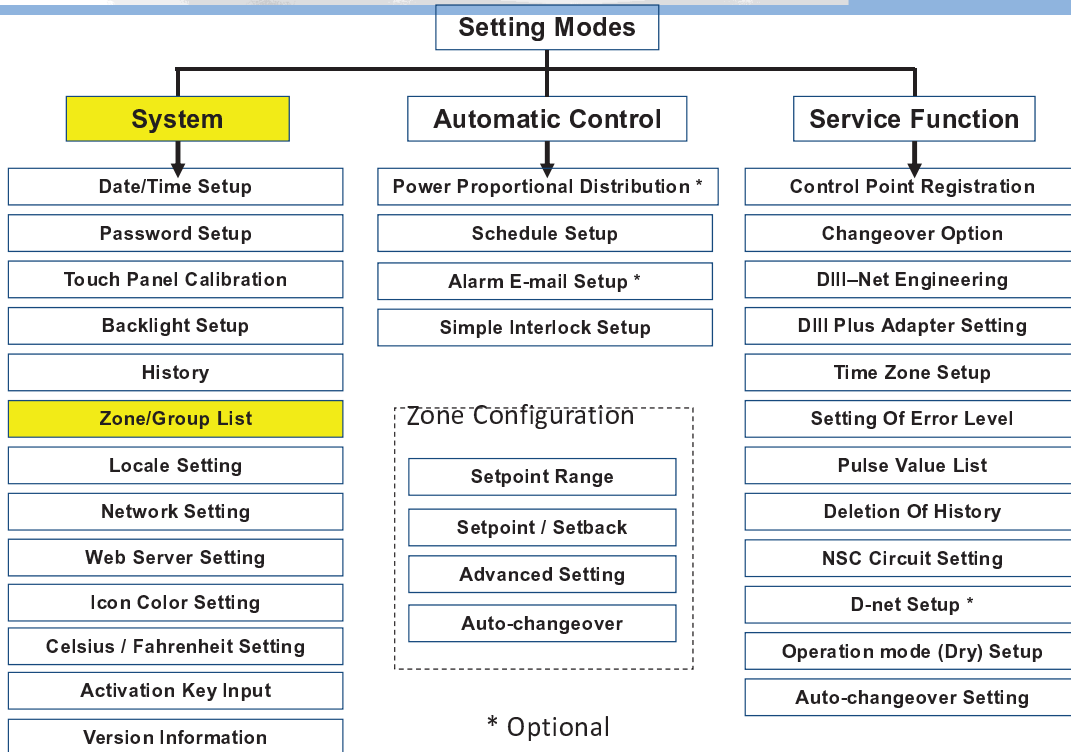 Setting Modes
System
Date/Time Setup
Password Setup
Touch Panel Calibration
Backlight Setup
History
Zone/Group List
Locale Setting
Network Setting
Web Server Setting
Icon Color Setting
Celsius / Fahrenheit Setting
Activation Key Input
Version Information
Automatic Control
Power Proportional Distribution *
Schedule Setup
Alarm E-mail Setup *
Simple Interlock Setup
Zone Configuration
Setpoint Range
Setpoint / Setback
Advanced Setting
Auto-changeover
* Optional
Service Function
Control Point Registration
Changeover Option
DIII–Net Engineering
DIII Plus Adapter Setting
Time Zone Setup
Setting Of Error Level
Pulse Value List
Deletion Of History
NSC Circuit Setting
D-net Setup *
Operation mode (Dry) Setup
Auto-changeover Setting